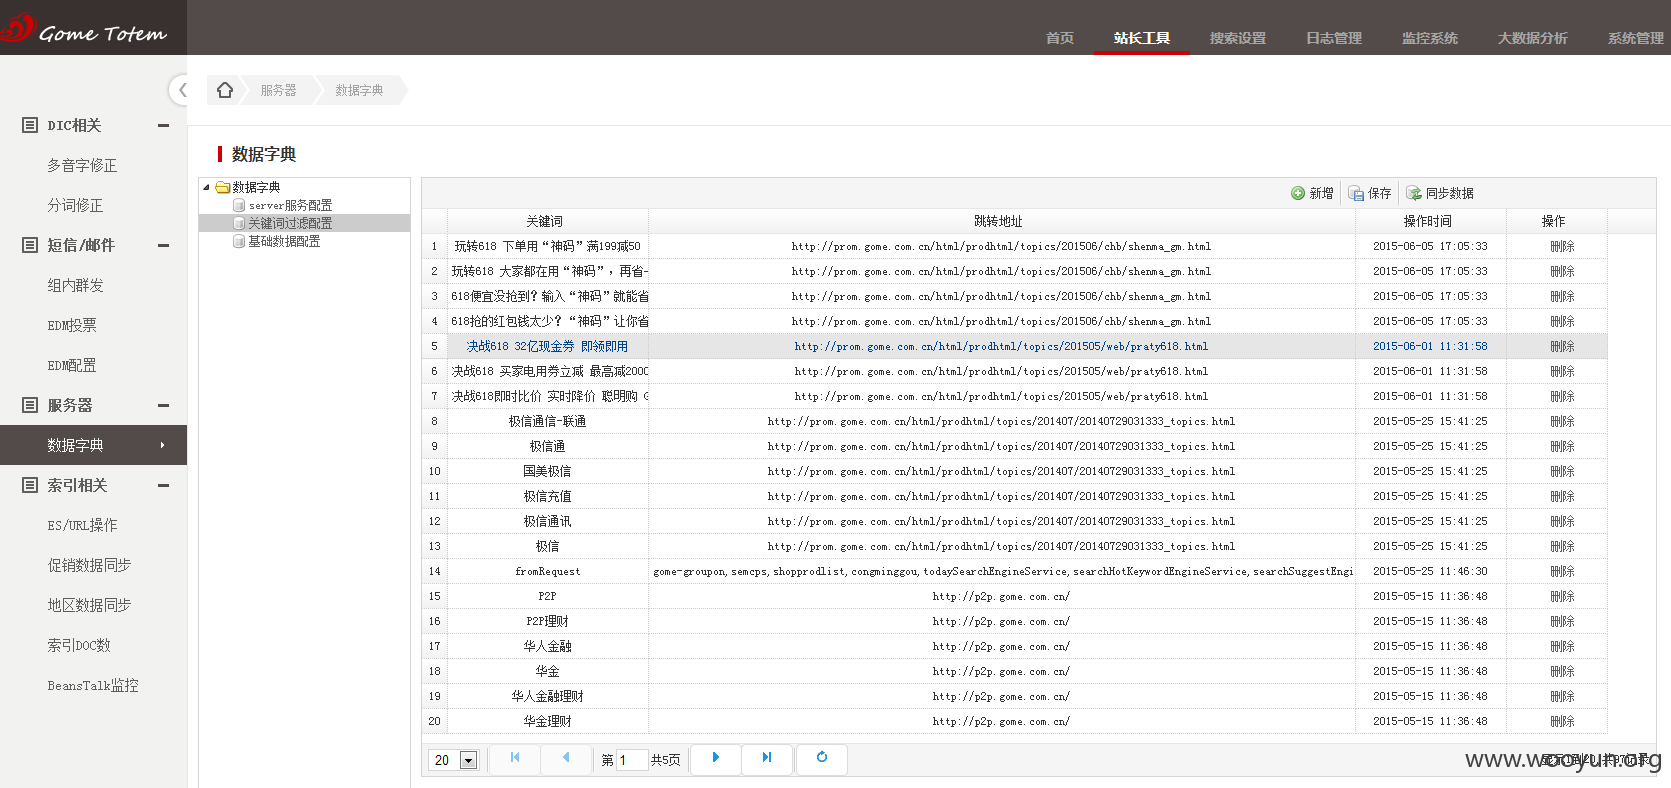 Gome Totem
首页 站长工具 搜索设置 日志管理 监控系统 大数据分析 系统管理
服务器 数据字典
DIC相关
多音字修正
分词修正
短信/邮件
组内群发
EDM投票
EDM配置
服务器
数据字典
索引相关
ES/URL操作
促销数据同步
地区数据同步
索引DOC数
BeansTalk监控
数据字典
数据字典
server服务配置
关键词过滤配置
基础数据配置
新增 保存 同步数据
关键词 跳转地址 操作时间 操作
1 玩转618 下单用“神码”满199减50 http://prom.gome.com.cn/html/prodhtml/topics/201506/chb/shenma_gm.html 2015-06-05 17:05:33 删除
2 玩转618 大家都在用“神码”，再省 http://prom.gome.com.cn/html/prodhtml/topics/201506/chb/shenma_gm.html 2015-06-05 17:05:33 删除
3 618便宜没抢到？输入“神码”就能省 http://prom.gome.com.cn/html/prodhtml/topics/201506/chb/shenma_gm.html 2015-06-05 17:05:33 删除
4 618抢的红包钱太少？“神码”让你省 http://prom.gome.com.cn/html/prodhtml/topics/201506/chb/shenma_gm.html 2015-06-05 17:05:33 删除
5 决战618 32亿现金券 即领即用 http://prom.gome.com.cn/html/prodhtml/topics/201505/web/praty618.html 2015-06-01 11:31:58 删除
6 决战618 买家电用券立减 最高减2000 http://prom.gome.com.cn/html/prodhtml/topics/201505/web/praty618.html 2015-06-01 11:31:58 删除
7 决战618即时比价 实时降价 聪明购 http://prom.gome.com.cn/html/prodhtml/topics/201505/web/praty618.html 2015-06-01 11:31:58 删除
8 极信通信-联通 http://prom.gome.com.cn/html/prodhtml/topics/201407/20140729031333_topics.html 2015-05-25 15:41:25 删除
9 极信通 http://prom.gome.com.cn/html/prodhtml/topics/201407/20140729031333_topics.html 2015-05-25 15:41:25 删除
10 国美极信 http://prom.gome.com.cn/html/prodhtml/topics/201407/20140729031333_topics.html 2015-05-25 15:41:25 删除
11 极信充值 http://prom.gome.com.cn/html/prodhtml/topics/201407/20140729031333_topics.html 2015-05-25 15:41:25 删除
12 极信通讯 http://prom.gome.com.cn/html/prodhtml/topics/201407/20140729031333_topics.html 2015-05-25 15:41:25 删除
13 极信 http://prom.gome.com.cn/html/prodhtml/topics/201407/20140729031333_topics.html 2015-05-25 15:41:25 删除
14 fromRequest gome-groupon,semcps,shopprodlist,congminggou,todaySearchEngineService,searchHotKeywordEngineService,searchSuggestEngi 2015-05-25 11:46:30 删除
15 P2P http://p2p.gome.com.cn/ 2015-05-15 11:36:48 删除
16 P2P理财 http://p2p.gome.com.cn/ 2015-05-15 11:36:48 删除
17 华人金融 http://p2p.gome.com.cn/ 2015-05-15 11:36:48 删除
18 华金 http://p2p.gome.com.cn/ 2015-05-15 11:36:48 删除
19 华人金融理财 http://p2p.gome.com.cn/ 2015-05-15 11:36:48 删除
20 华金理财 http://p2p.gome.com.cn/ 2015-05-15 11:36:48 删除
20 第 1 共5页
www.wooyun.org